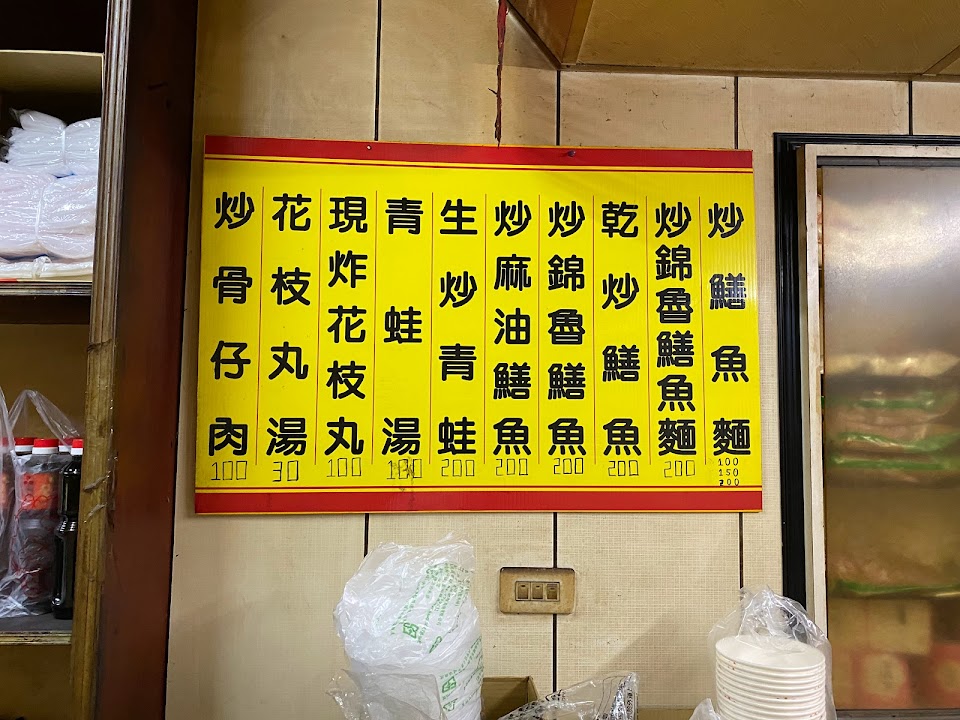 炒鱔魚麵 100 150 200
炒錦魯鱔魚麵 200
乾炒鱔魚 200
炒錦魯鱔魚 200
炒麻油鱔魚 200
生炒青蛙 200
青蛙湯 100
現炸花枝丸 100
花枝丸湯 30
炒骨仔肉 100